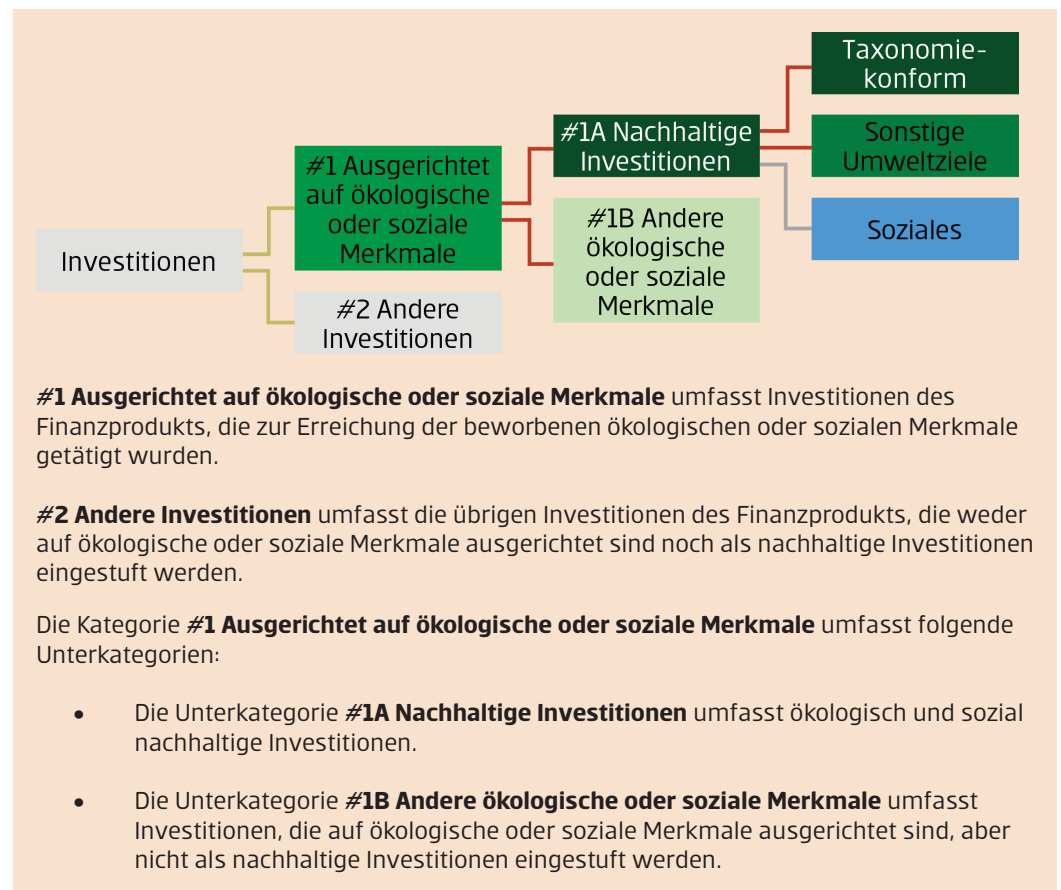 Taxonomie-
konform
#1A Nachhaltige
Investitionen
Sonstige
Umweltziele
#1 Ausgerichtet
auf ökologische
oder soziale
Merkmale
#1B Andere
ökologische
oder soziale
Merkmale
Soziales
Investitionen
#2 Andere
Investitionen
#1 Ausgerichtet auf ökologische oder soziale Merkmale umfasst Investitionen des
Finanzprodukts, die zur Erreichung der beworbenen ökologischen oder sozialen Merkmale
getätigt wurden.
#2 Andere Investitionen umfasst die übrigen Investitionen des Finanzprodukts, die weder
auf ökologische oder soziale Merkmale ausgerichtet sind noch als nachhaltige Investitionen
eingestuft werden.
Die Kategorie #1 Ausgerichtet auf ökologische oder soziale Merkmale umfasst folgende
Unterkategorien:
• Die Unterkategorie #1A Nachhaltige Investitionen umfasst ökologisch und sozial
nachhaltige Investitionen.
• Die Unterkategorie #1B Andere ökologische oder soziale Merkmale umfasst
Investitionen, die auf ökologische oder soziale Merkmale ausgerichtet sind, aber
nicht als nachhaltige Investitionen eingestuft werden.